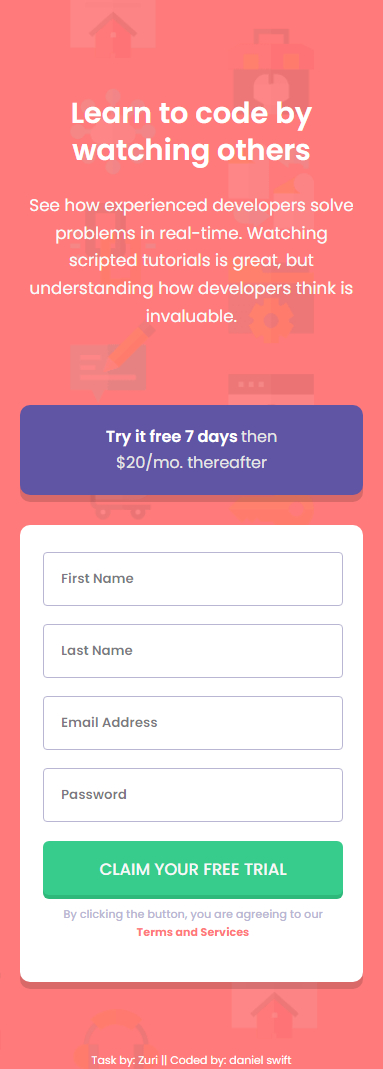 Learn to code by
watching others
See how experienced developers solve
problems in real-time. Watching
scripted tutorials is great, but
understanding how developers think is
invaluable.
Try it free 7 days then
$20/mo. thereafter
First Name
Last Name
Email Address
Password
CLAIM YOUR FREE TRIAL
By clicking the button, you are agreeing to our
Terms and Services
Task by: Zuri || Coded by: daniel swift